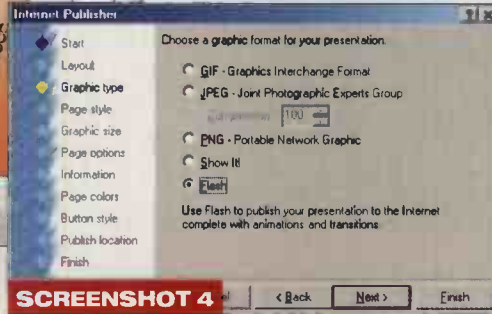 Internet Publisher
Start
Layout
Graphic type
Page style
Graphic size
Page options
Information
Page colors
Button style
Publish location
Finish
Choose a graphic format for your presentation.
GIF - Graphics Interchange Format
JPEG - Joint Photographic Experts Group
Compression 100
PNG - Portable Network Graphic
Show It!
Flash
Use Flash to publish your presentation to the Internet
complete with animations and transitions
< Back Next > Finish
SCREENSHOT 4